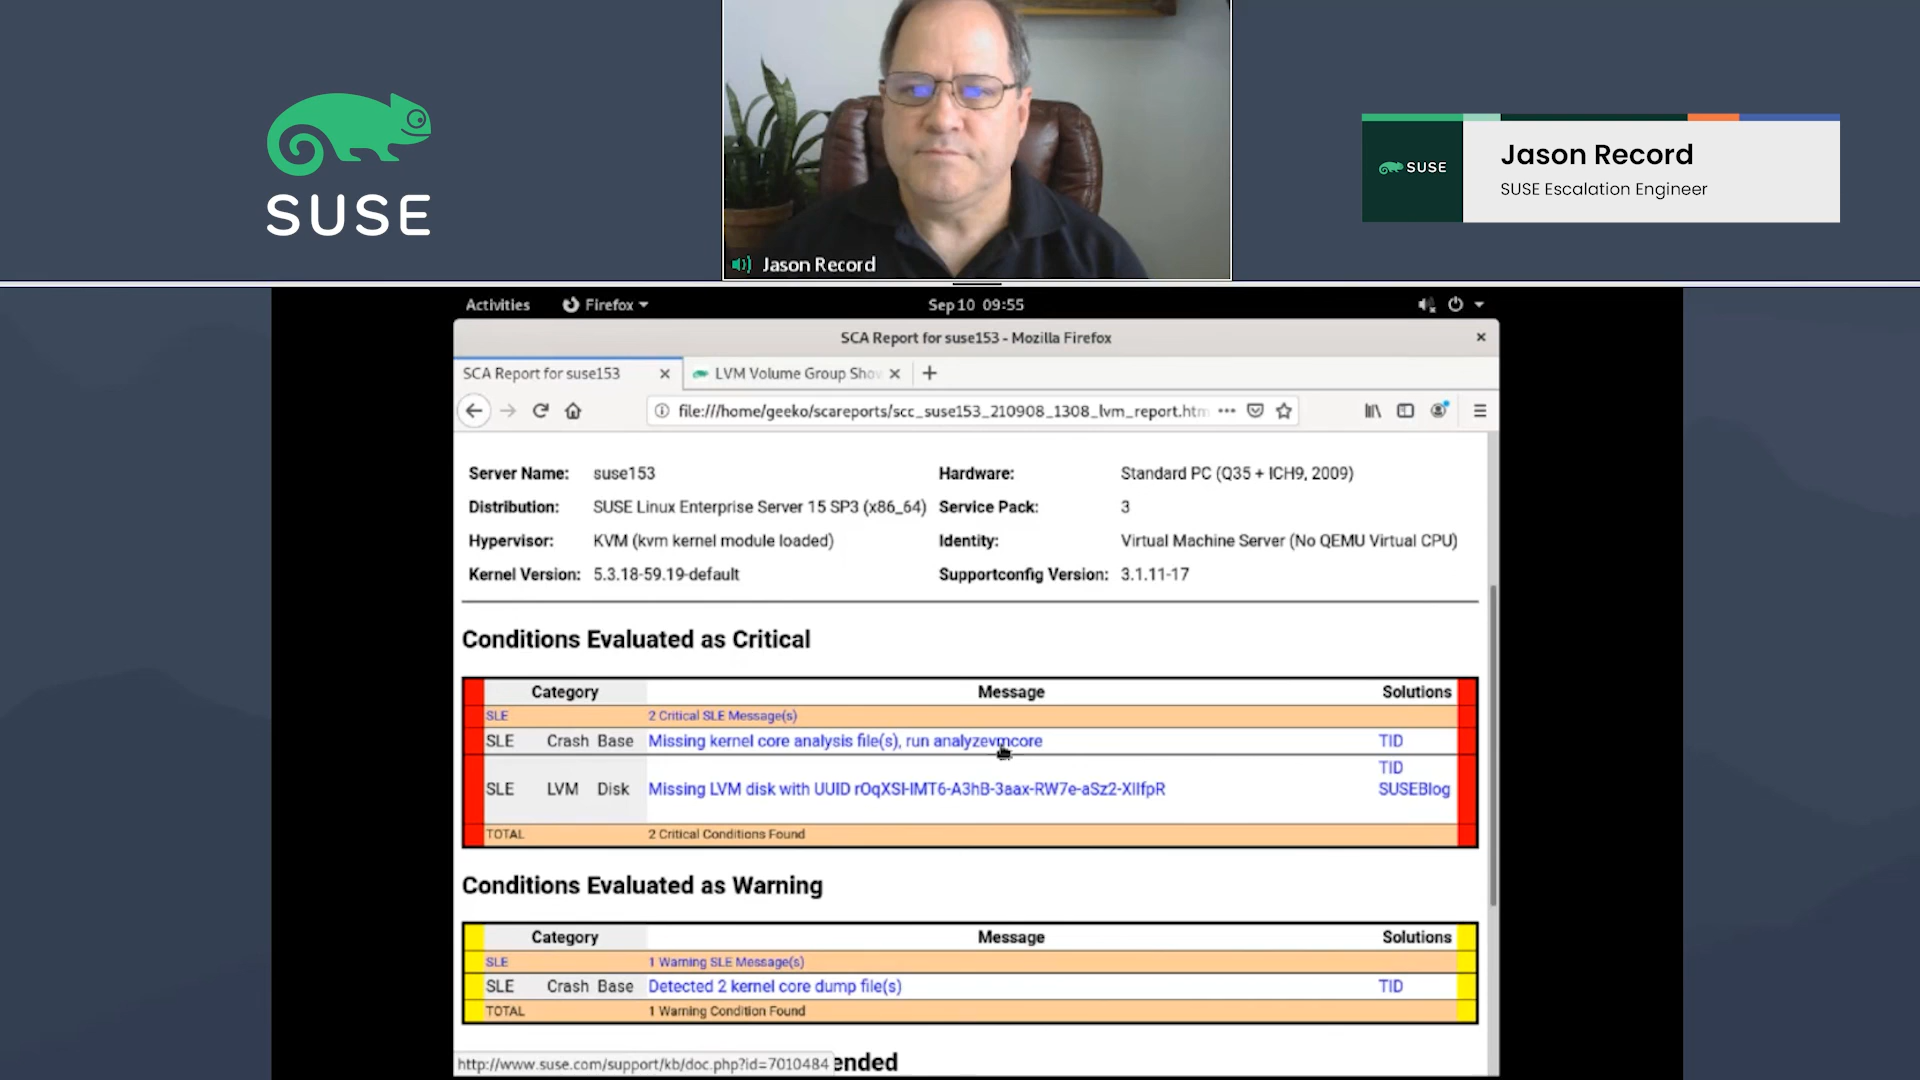 SUSE
Jason Record
SUSE
Jason Record
SUSE Escalation Engineer
Activities Firefox Sep 10 09:55
SCA Report for suse153 - Mozilla Firefox
SCA Report for suse153 LVM Volume Group Sho
file:///home/geeko/scareports/scc_suse153_210908_1308_lvm_report.htm
Server Name: suse153 Hardware: Standard PC (Q35 + ICH9, 2009)
Distribution: SUSE Linux Enterprise Server 15 SP3 (x86_64) Service Pack: 3
Hypervisor: KVM (kvm kernel module loaded) Identity: Virtual Machine Server (No QEMU Virtual CPU)
Kernel Version: 5.3.18-59.19-default Supportconfig Version: 3.1.11-17
Conditions Evaluated as Critical
Category Message Solutions
SLE 2 Critical SLE Message(s)
SLE Crash Base Missing kernel core analysis file(s), run analyzevmcore TID
TID
SLE LVM Disk Missing LVM disk with UUID SUSEBlog
TOTAL 2 Critical Conditions Found
Conditions Evaluated as Warning
Category Message Solutions
SLE 1 Warning SLE Message(s)
SLE Crash Base Detected 2 kernel core dump file(s) TID
TOTAL 1 Warning Condition Found
http://www.suse.com/support/kb/doc.php?id=7010484 ended